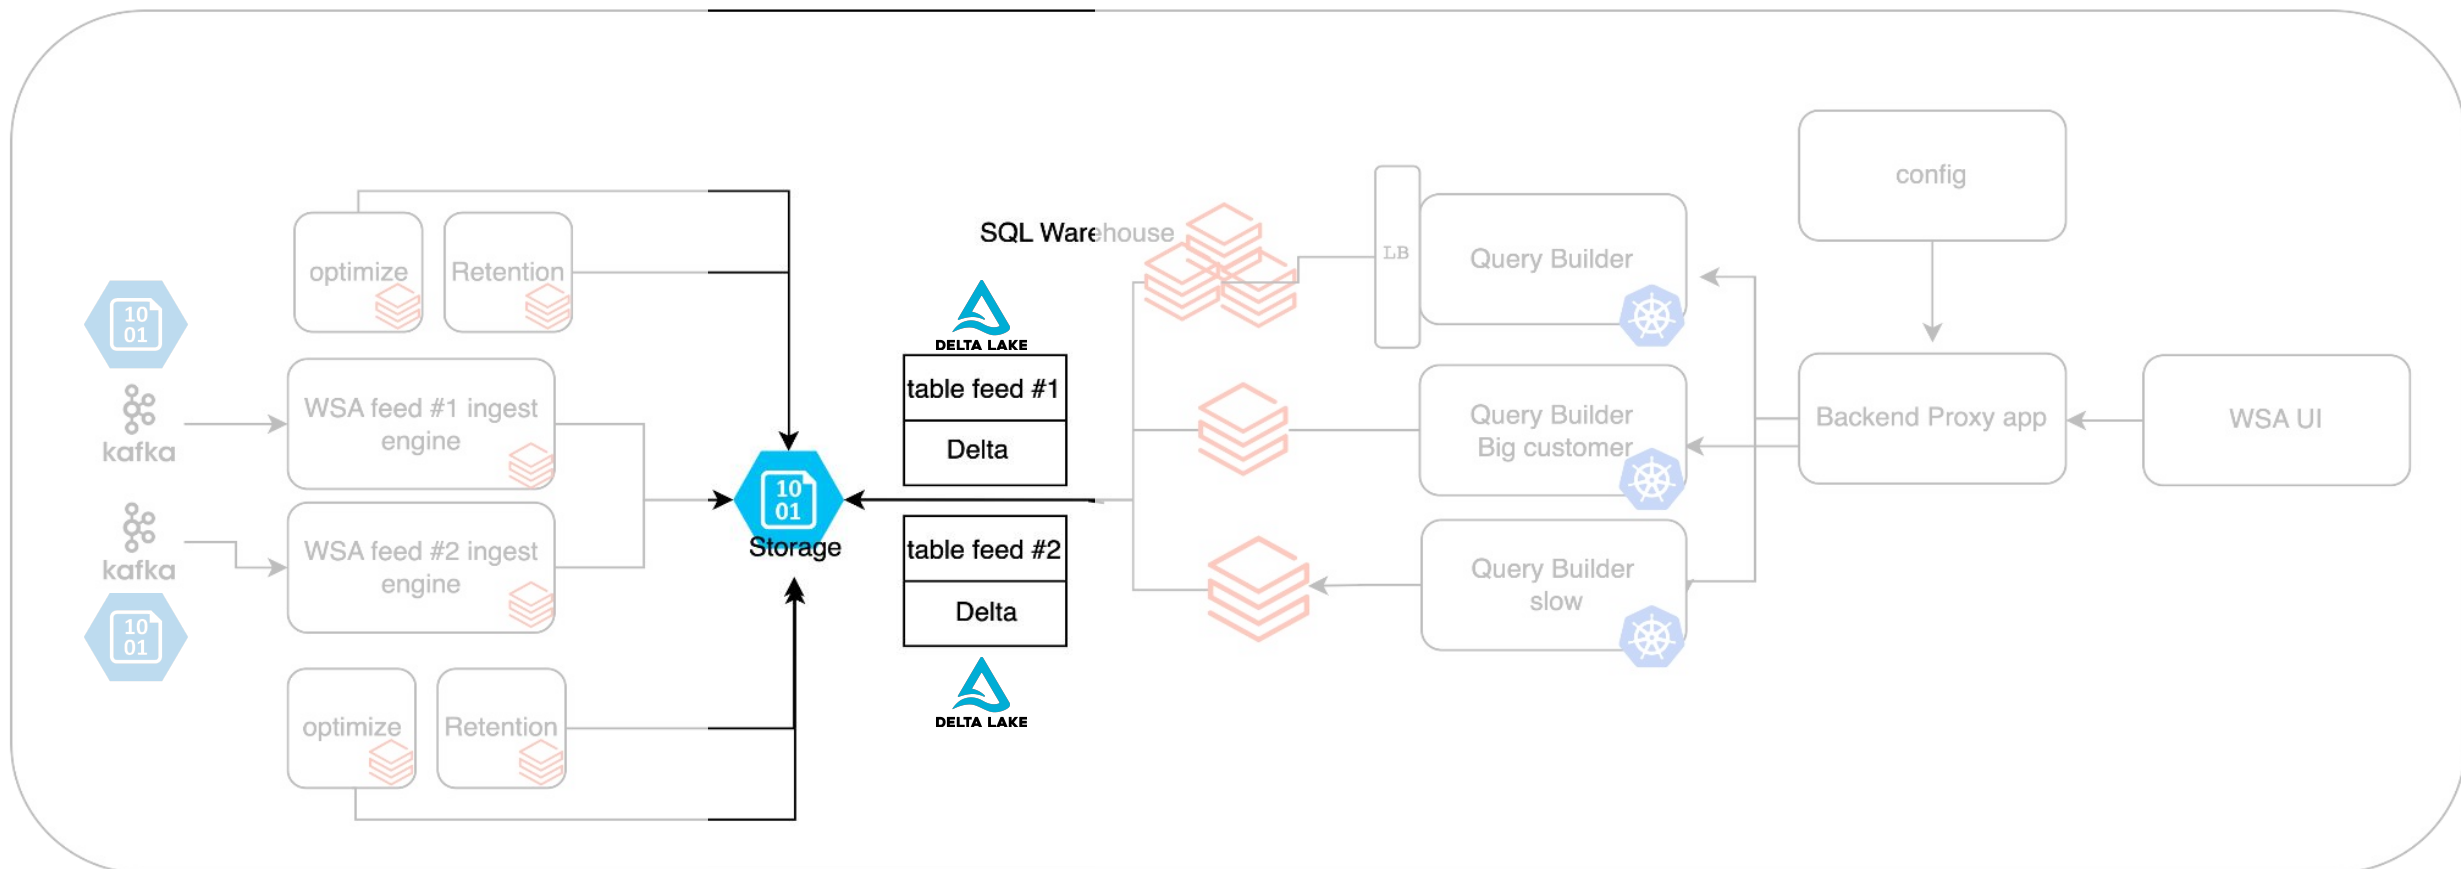 optimize
Retention
10
01
kafka
WSA feed #1 ingest
engine
kafka
WSA feed #2 ingest
engine
10
01
optimize
Retention
10
01
Storage
SQL Warehouse
DELTA LAKE
table feed #1
Delta
table feed #2
Delta
DELTA LAKE
LB
Query Builder
Query Builder
Big customer
Query Builder
slow
config
Backend Proxy app
WSA UI